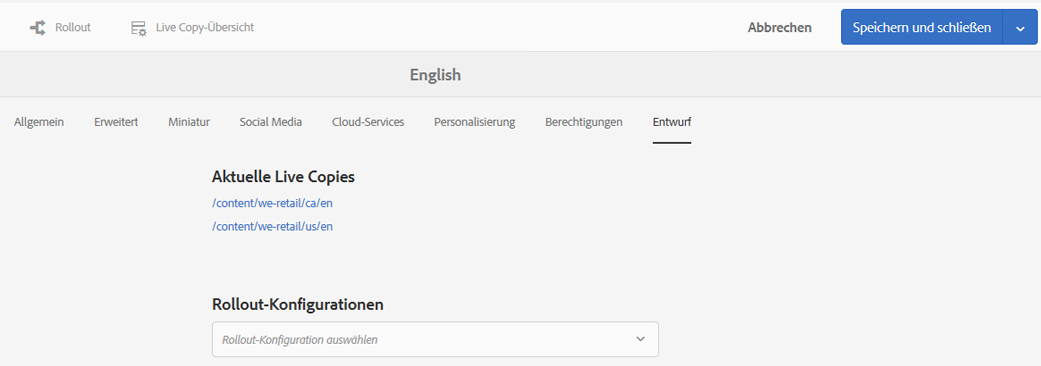 Rollout Live Copy-Übersicht Abbrechen Speichern und schließen
English
Allgemein Erweitert Miniatur Social Media Cloud-Services Personalisierung Berechtigungen Entwurf
Aktuelle Live Copies
/content/we-retail/ca/en
/content/we-retail/us/en
Rollout-Konfigurationen
Rollout-Konfiguration auswählen